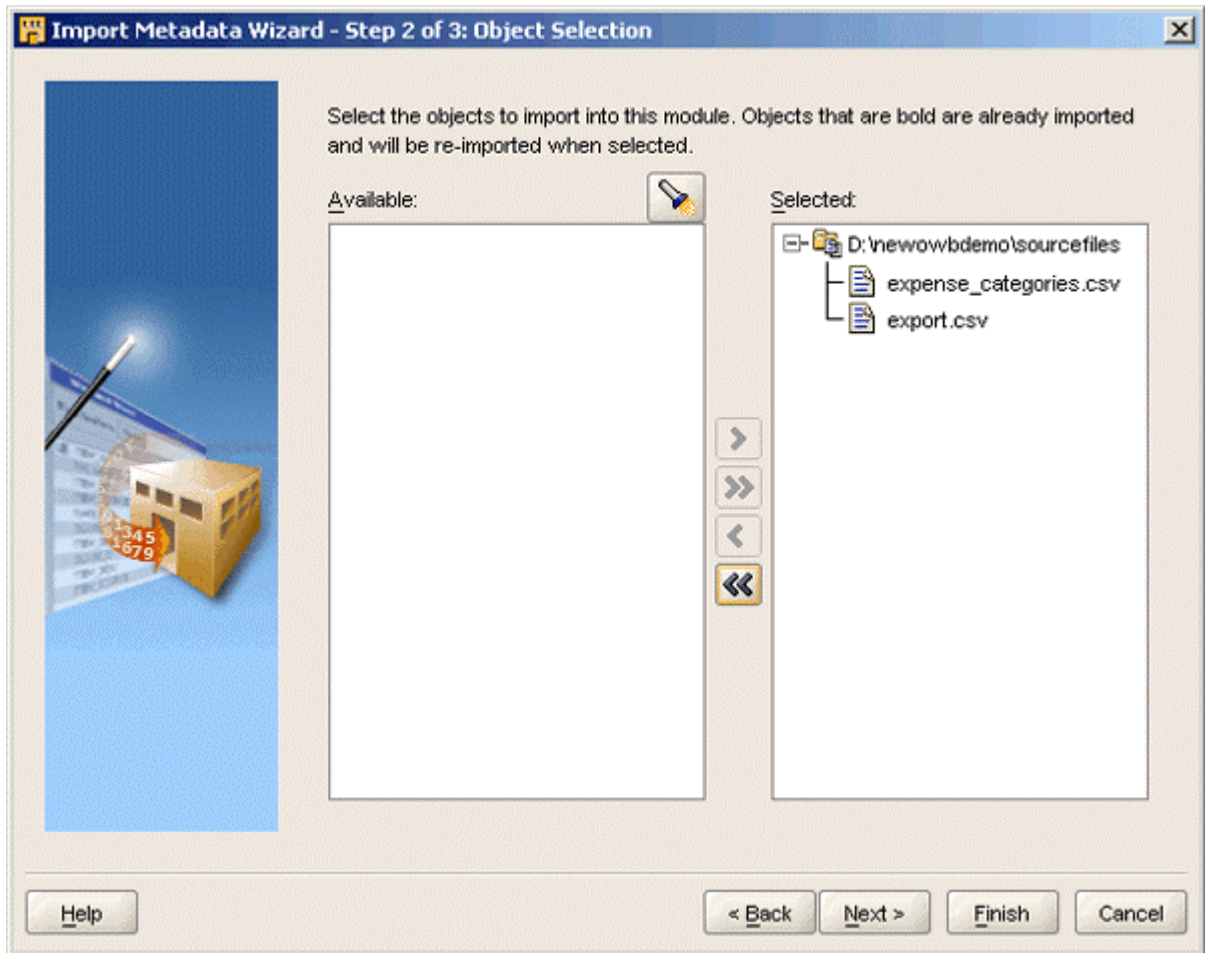 Import Metadata Wizard - Step 2 of 3: Object Selection
Select the objects to import into this module. Objects that are bold are already imported
and will be re-imported when selected.
Available:
Selected:
D:\newowbdemo\sourcefiles
expense_categories.csv
export.csv
345
1679
Help
< Back
Next >
Finish
Cancel